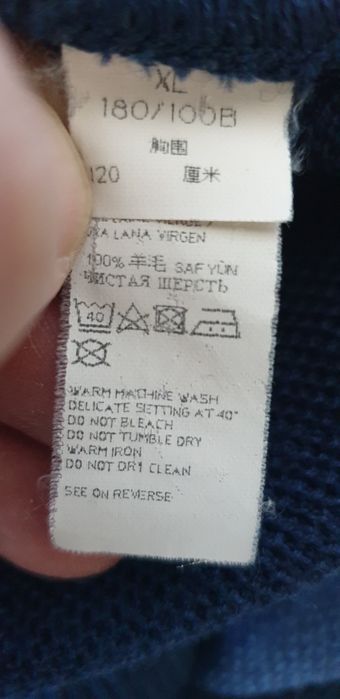 XL
180/100B
胸围
120 厘米
LANA VIRGEN
100% 羊毛 SAF YÜN
ЧИСТАЯ ШЕРСТЬ
40
WARM MACHINE WASH
DELICATE SETTING AT 40°
DO NOT BLEACH
DO NOT TUMBLE DRY
WARM IRON
DO NOT DRY CLEAN
SEE ON REVERSE